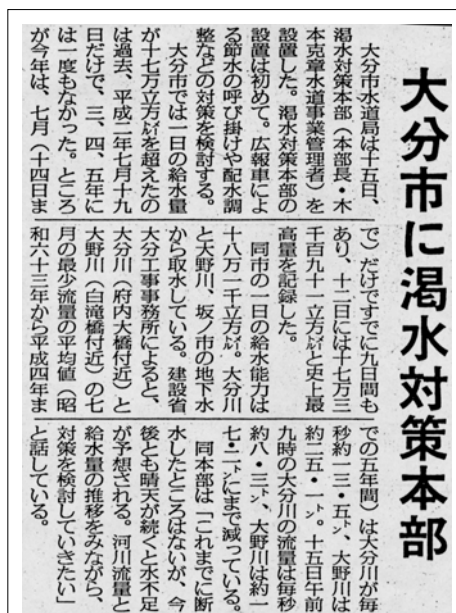 大分市に渇水対策本部
大分市水道局は十五日、
渇水対策本部（本部長・木
本克章水道事業管理者）を
設置した。渇水対策本部の
設置は初めて。広報車によ
る節水の呼び掛けや配水調
整などの対策を検討する。
大分市では一日の給水量
が十七万立方㍍を超えたの
は過去、平成二年七月十九
日だけで、三、四、五年に
は一度もなかった。ところ
が今年は、七月（十四日ま
で）だけですでに九日間も
あり、十二日には十七万三
千百九十一立方㍍と史上最
高量を記録した。
同市の一日の給水能力は
十八万一千立方㍍。大分川
と大野川、坂ノ市の地下水
から取水している。建設省
大分工事事務所によると、
大分川（府内大橋付近）と
大野川（白滝橋付近）の七
月の最少流量の平均値（昭
和六十三年から平成四年ま
での五年間）は大分川が毎
秒約一三・五㌧、大野川は
約二五・一㌧。十五日午前
九時の大分川の流量は毎秒
約八・三㌧、大野川は約
七・二㌧にまで減っている。
同本部は「これまでに断
水したところはないが、今
後とも晴天が続くと水不足
が予想される。河川流量と
給水量の推移をみながら、
対策を検討していきたい」
と話している。